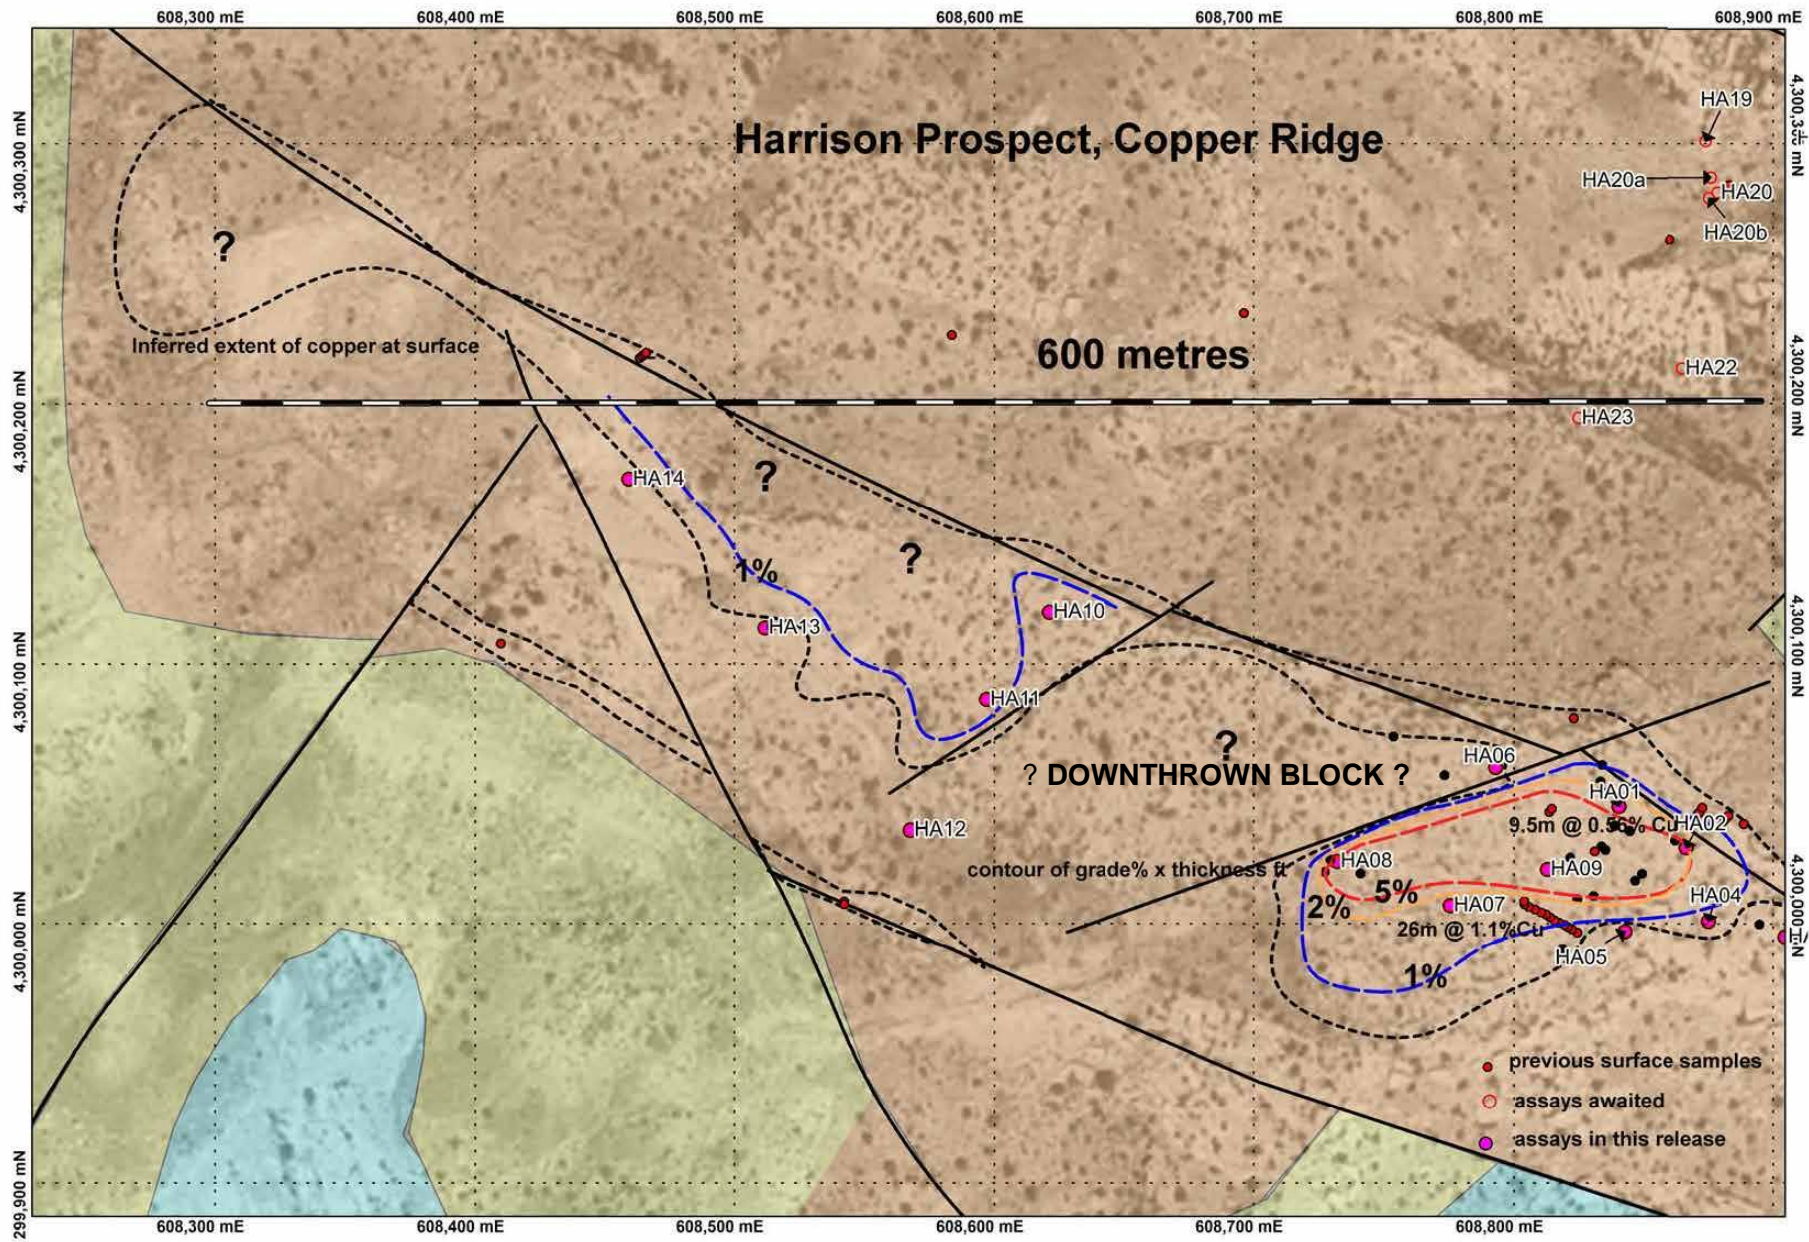 608,300 mE 608,400 mE 608,500 mE 608,600 mE 608,700 mE 608,800 mE 608,900 mE
HA19
Harrison Prospect, Copper Ridge
4,300,300 mN
HA20a
HA20
HA20b
?
Inferred extent of copper at surface
600 metres
HA22
4,300,200 mN
4,300,200 mN
HA23
HA14
?
?
1%
HA10
HA13
4,300,100 mN
4,300,100 mN
HA11
?
HA06
? DOWNTHROWN BLOCK ?
HA01
HA12
9.5m @ 0.56% Cu
HA02
contour of grade% x thickness ft
HA08
HA09
5%
2%
HA07
HA04
26m @ 1.1%Cu
4,300,000 mN
HA05
1%
previous surface samples
assays awaited
assays in this release
299,900 mN
608,300 mE 608,400 mE 608,500 mE 608,600 mE 608,700 mE 608,800 mE